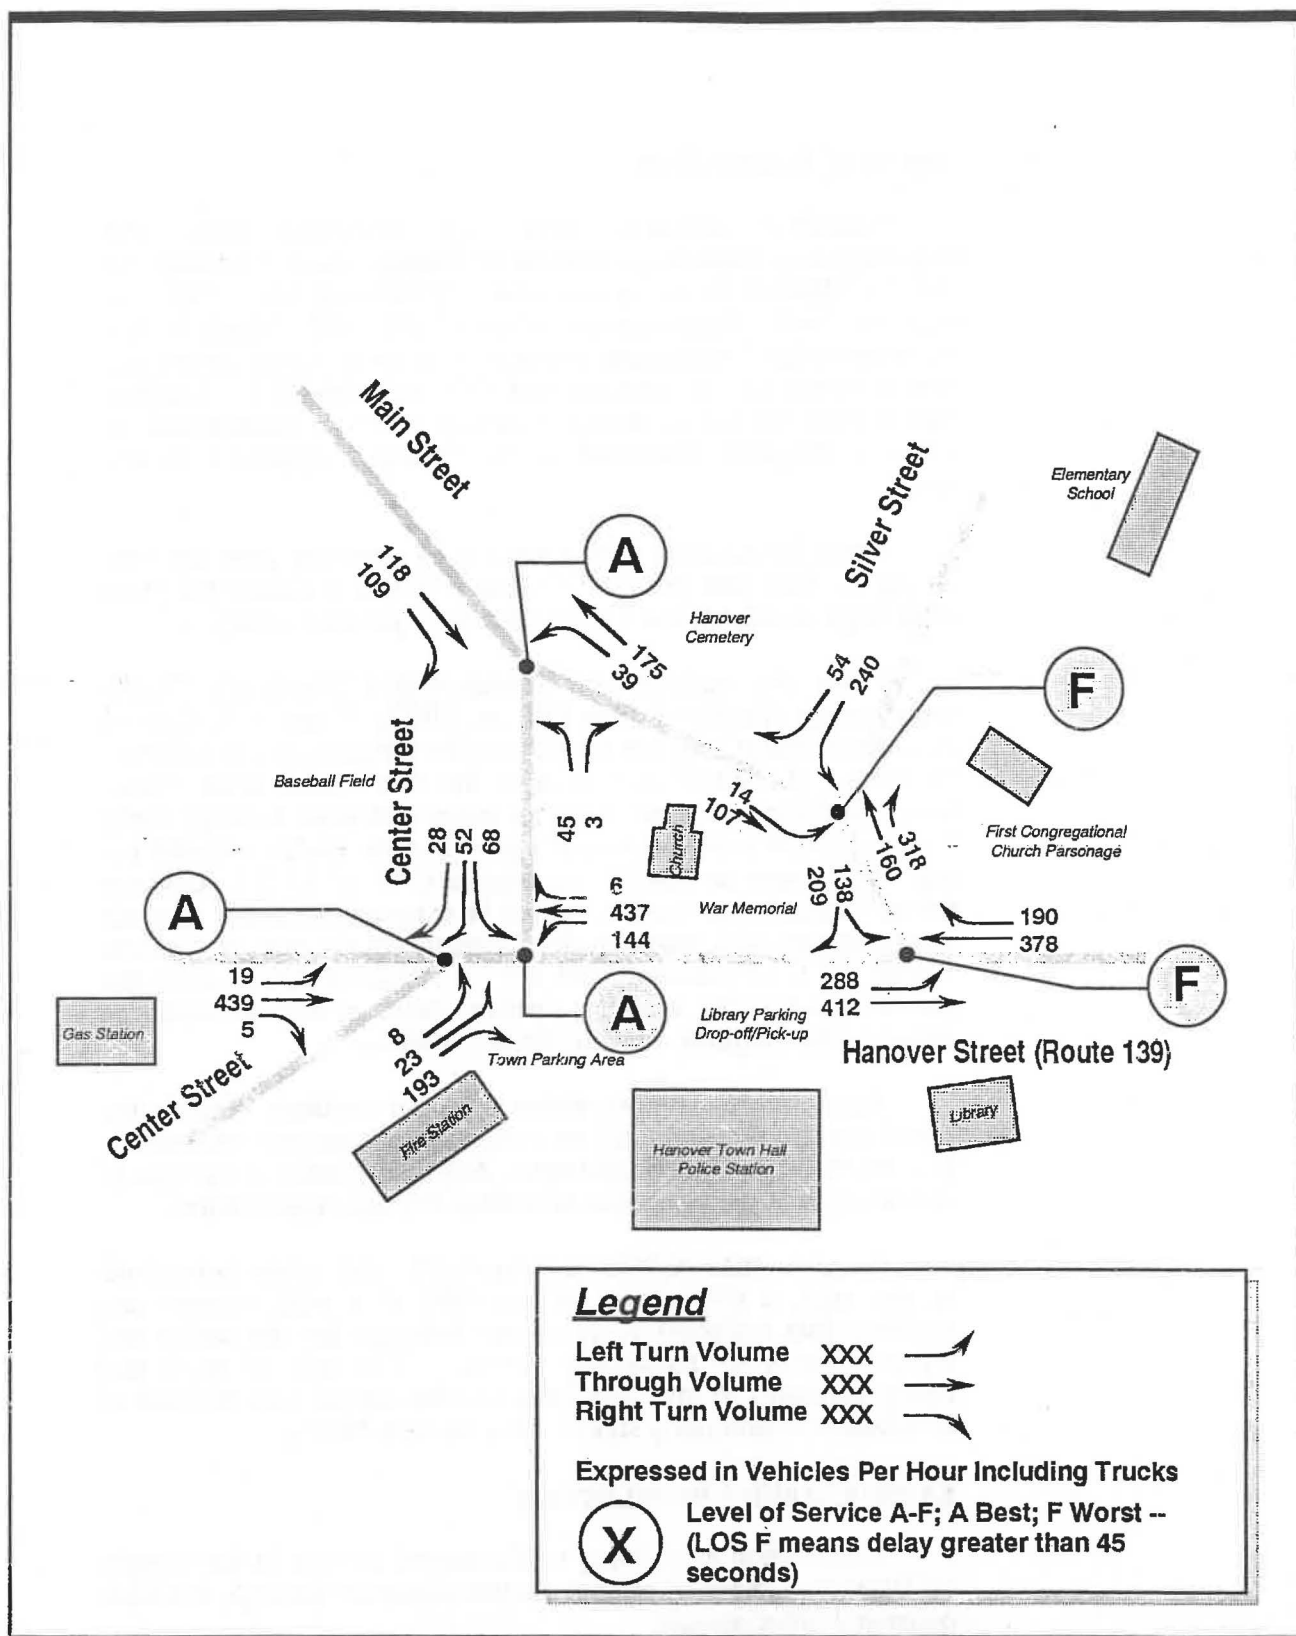 Main Street
Silver Street
Elementary
School
A
118
109
Hanover
Cemetery
175
39
54
240
F
Center Street
Baseball Field
45
3
14
107
Church
318
160
First Congregational
Church Parsonage
28
52
68
A
6
437
144
War Memorial
209
138
190
378
19
439
5
Gas Station
288
412
Library Parking
Drop-off/Pick-up
A
F
8
23
193
Town Parking Area
Hanover Street (Route 139)
Center Street
Fire Station
Library
Hanover Town Hall
Police Station
Legend
Left Turn Volume XXX
Through Volume XXX
Right Turn Volume XXX
Expressed in Vehicles Per Hour Including Trucks
X
Level of Service A-F; A Best; F Worst --
(LOS F means delay greater than 45
seconds)